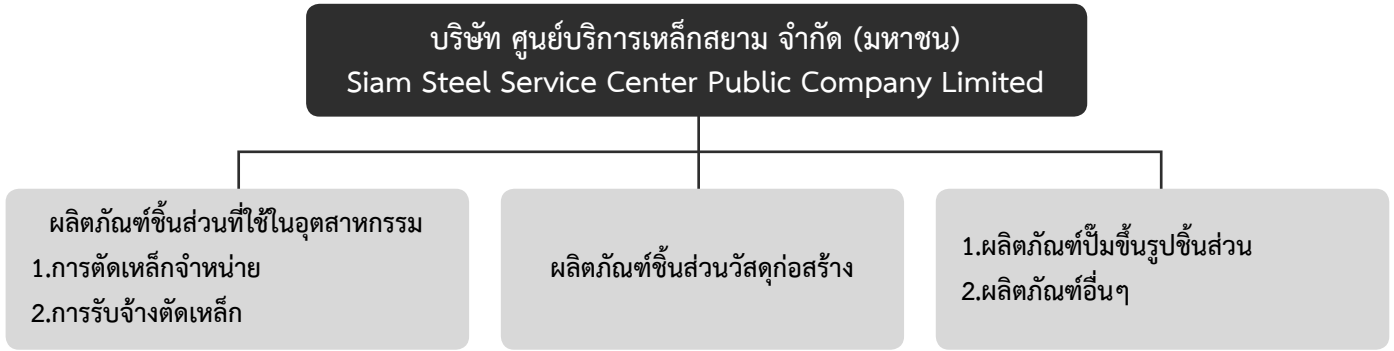 บริษัท ศูนย์บริการเหล็กสยาม จำกัด (มหาชน)
Siam Steel Service Center Public Company Limited
ผลิตภัณฑ์ชิ้นส่วนที่ใช้ในอุตสาหกรรม
1.การตัดเหล็กจำหน่าย
2.การรับจ้างตัดเหล็ก
ผลิตภัณฑ์ชิ้นส่วนวัสดุก่อสร้าง
1.ผลิตภัณฑ์ปั๊มขึ้นรูปชิ้นส่วน
2.ผลิตภัณฑ์อื่นๆ